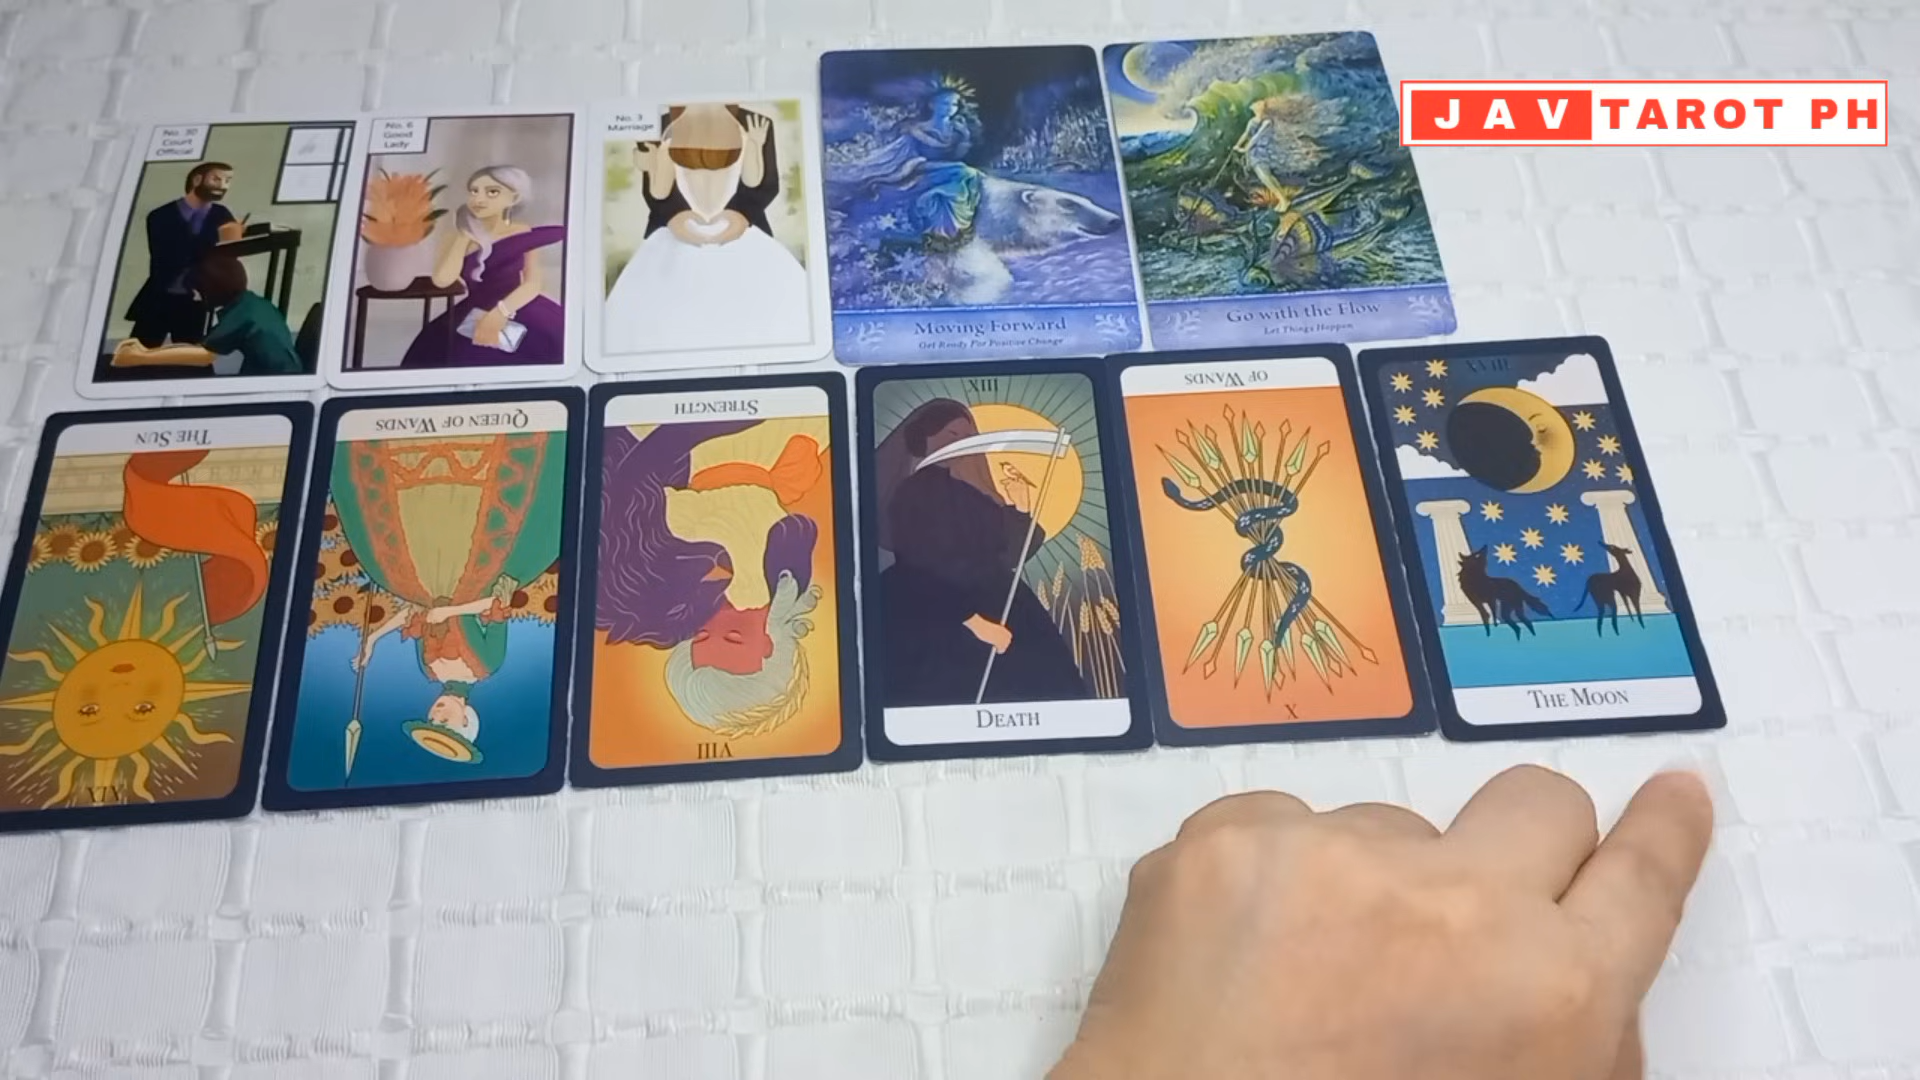 No. 30
Court
Official
No. 6
Good
Lady
No. 3
Marriage
Moving Forward
Get Ready For Positive Change
Go with the Flow
Let Things Happen
JAV TAROT PH
THE SUN
XIX
QUEEN OF WANDS
STRENGTH
VIII
XIII
DEATH
OF WANDS
X
XVIII
THE MOON